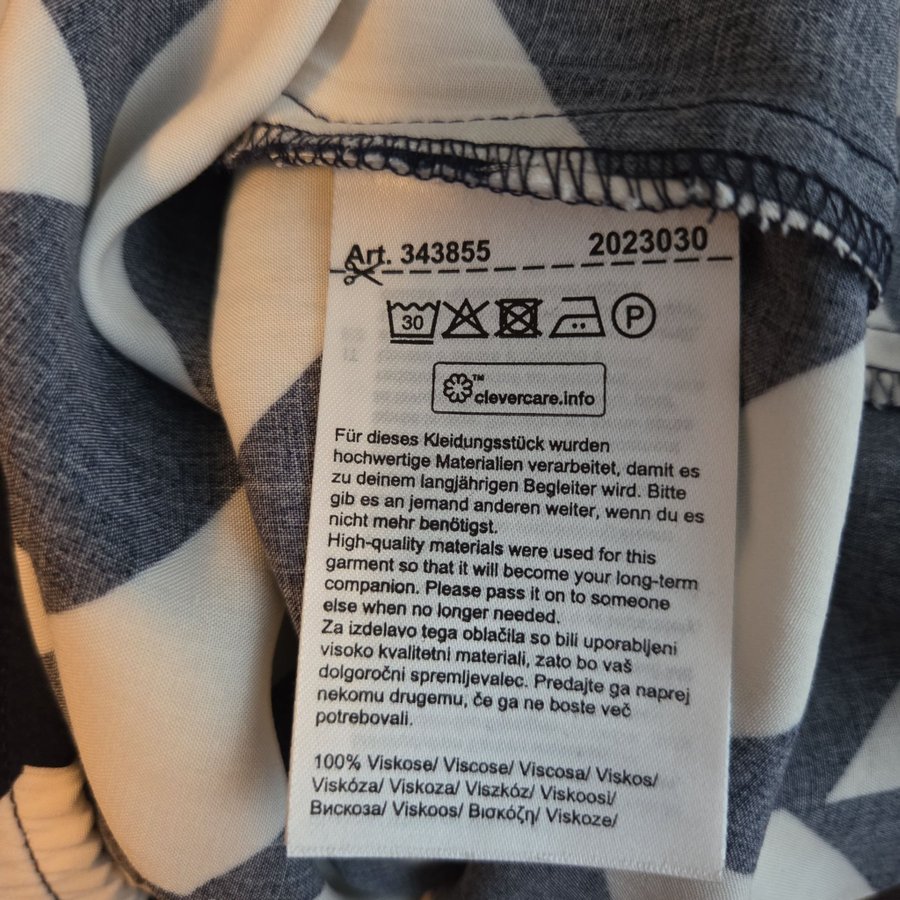 Art. 343855 2023030
30 P
™ clevercare.info
Für dieses Kleidungsstück wurden
hochwertige Materialien verarbeitet, damit es
zu deinem langjährigen Begleiter wird. Bitte
gib es an jemand anderen weiter, wenn du es
nicht mehr benötigst.
High-quality materials were used for this
garment so that it will become your long-term
companion. Please pass it on to someone
else when no longer needed.
Za izdelavo tega oblačila so bili uporabljeni
visoko kvalitetni materiali, zato bo vaš
dolgoročni spremljevalec. Predajte ga naprej
nekomu drugemu, če ga ne boste več
potrebovali.
100% Viskose/ Viscose/ Viscosa/ Viskos/
Viskóza/ Viskoza/ Viszkóz/ Viskoosi/
Вискоза/ Viskoos/ Βισκόζη/ Viskoze/